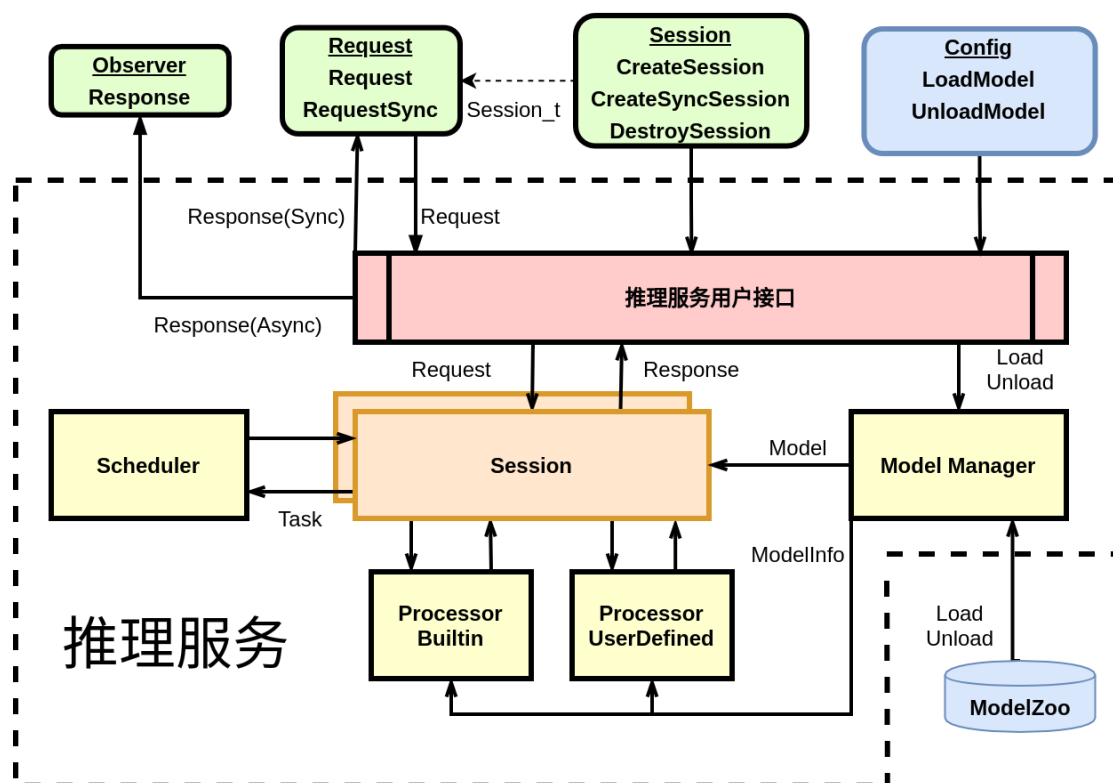 Observer
Response
Request
Request
RequestSync
Session_t
Session
CreateSession
CreateSyncSession
DestroySession
Config
LoadModel
UnloadModel
Response(Sync)
Request
Response(Async)
推理服务用户接口
Request
Response
Load
Unload
Scheduler
Task
Session
Model
Model Manager
ModelInfo
Processor
Builtin
Processor
UserDefined
推理服务
Load
Unload
ModelZoo